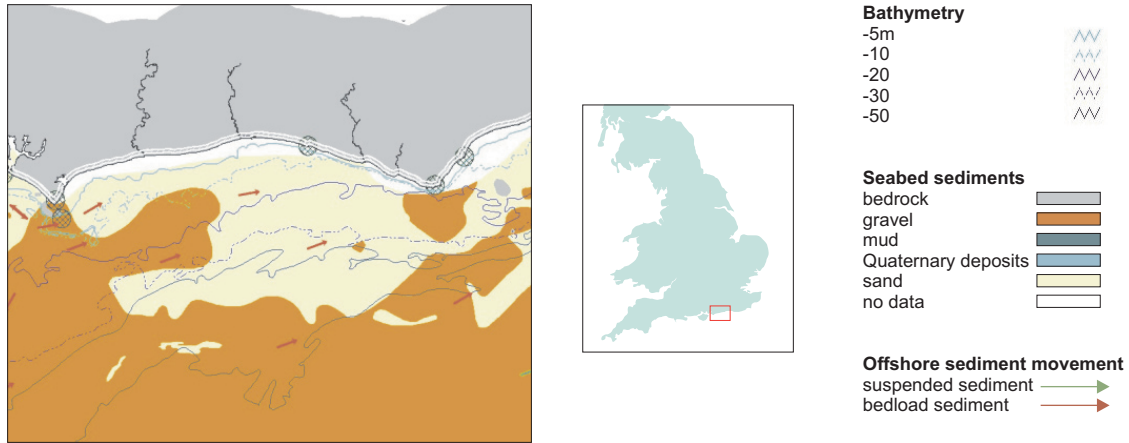 Bathymetry
-5m
-10
-20
-30
-50
Seabed sediments
bedrock
gravel
mud
Quaternary deposits
sand
no data
Offshore sediment movement
suspended sediment
bedload sediment